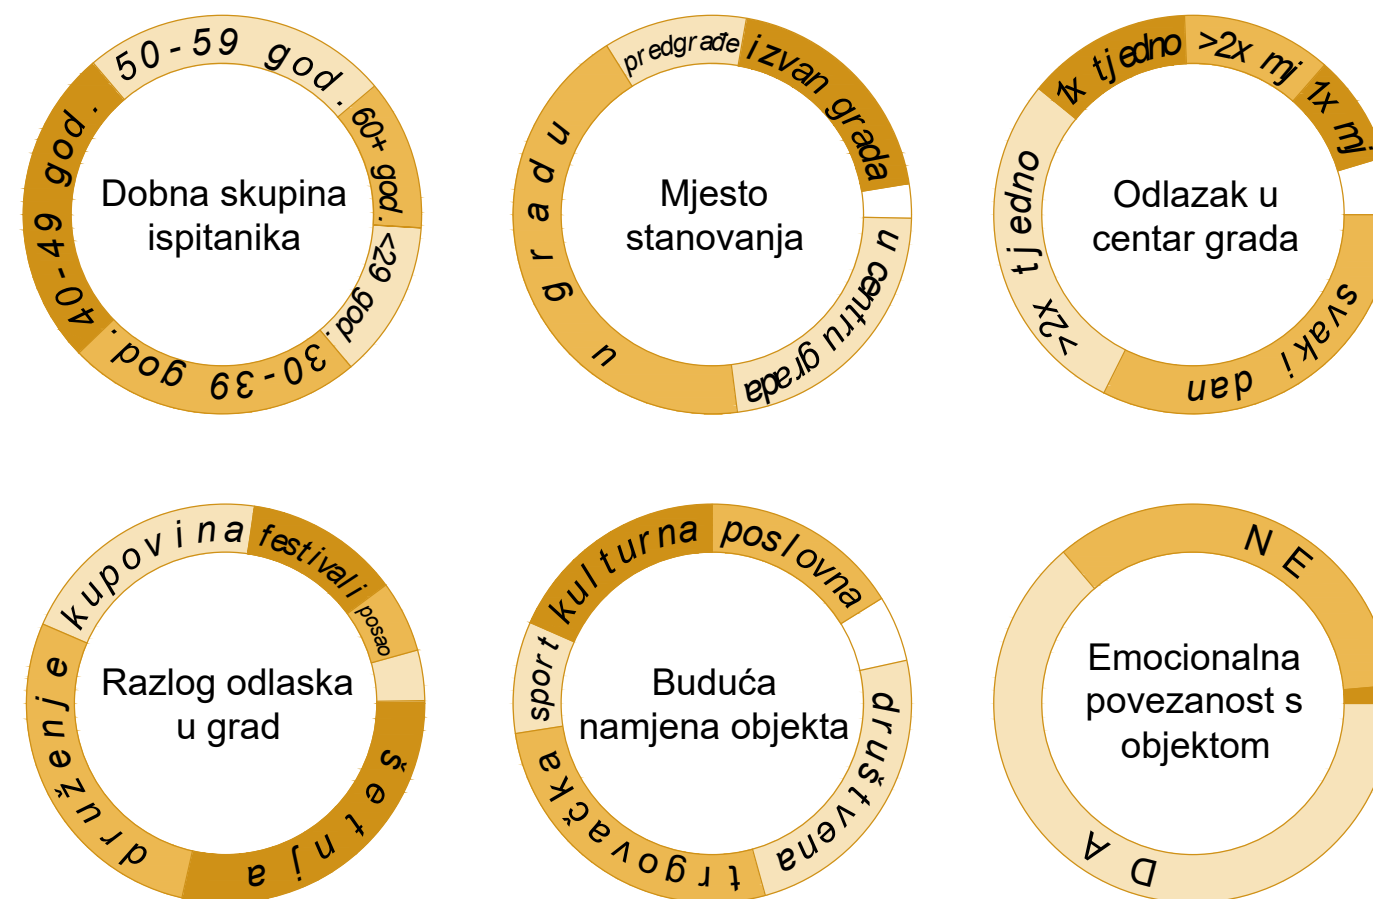 50-59 god.
60+ god.
<29 god.
30-39 god.
40-49 god.
Dobna skupina
ispitanika
predgrađe
izvan grada
u centru grada
u gradu
Mjesto
stanovanja
1x tjedno
>2x mj
1x mj
svaki dan
>2x tjedno
Odlazak u
centar grada
kupovina
festivali
posao
šetnja
druženje
Razlog odlaska
u grad
kulturna
poslovna
društvena
trgovačka
sport
Buduća
namjena objekta
NE
DA
Emocionalna
povezanost s
objektom